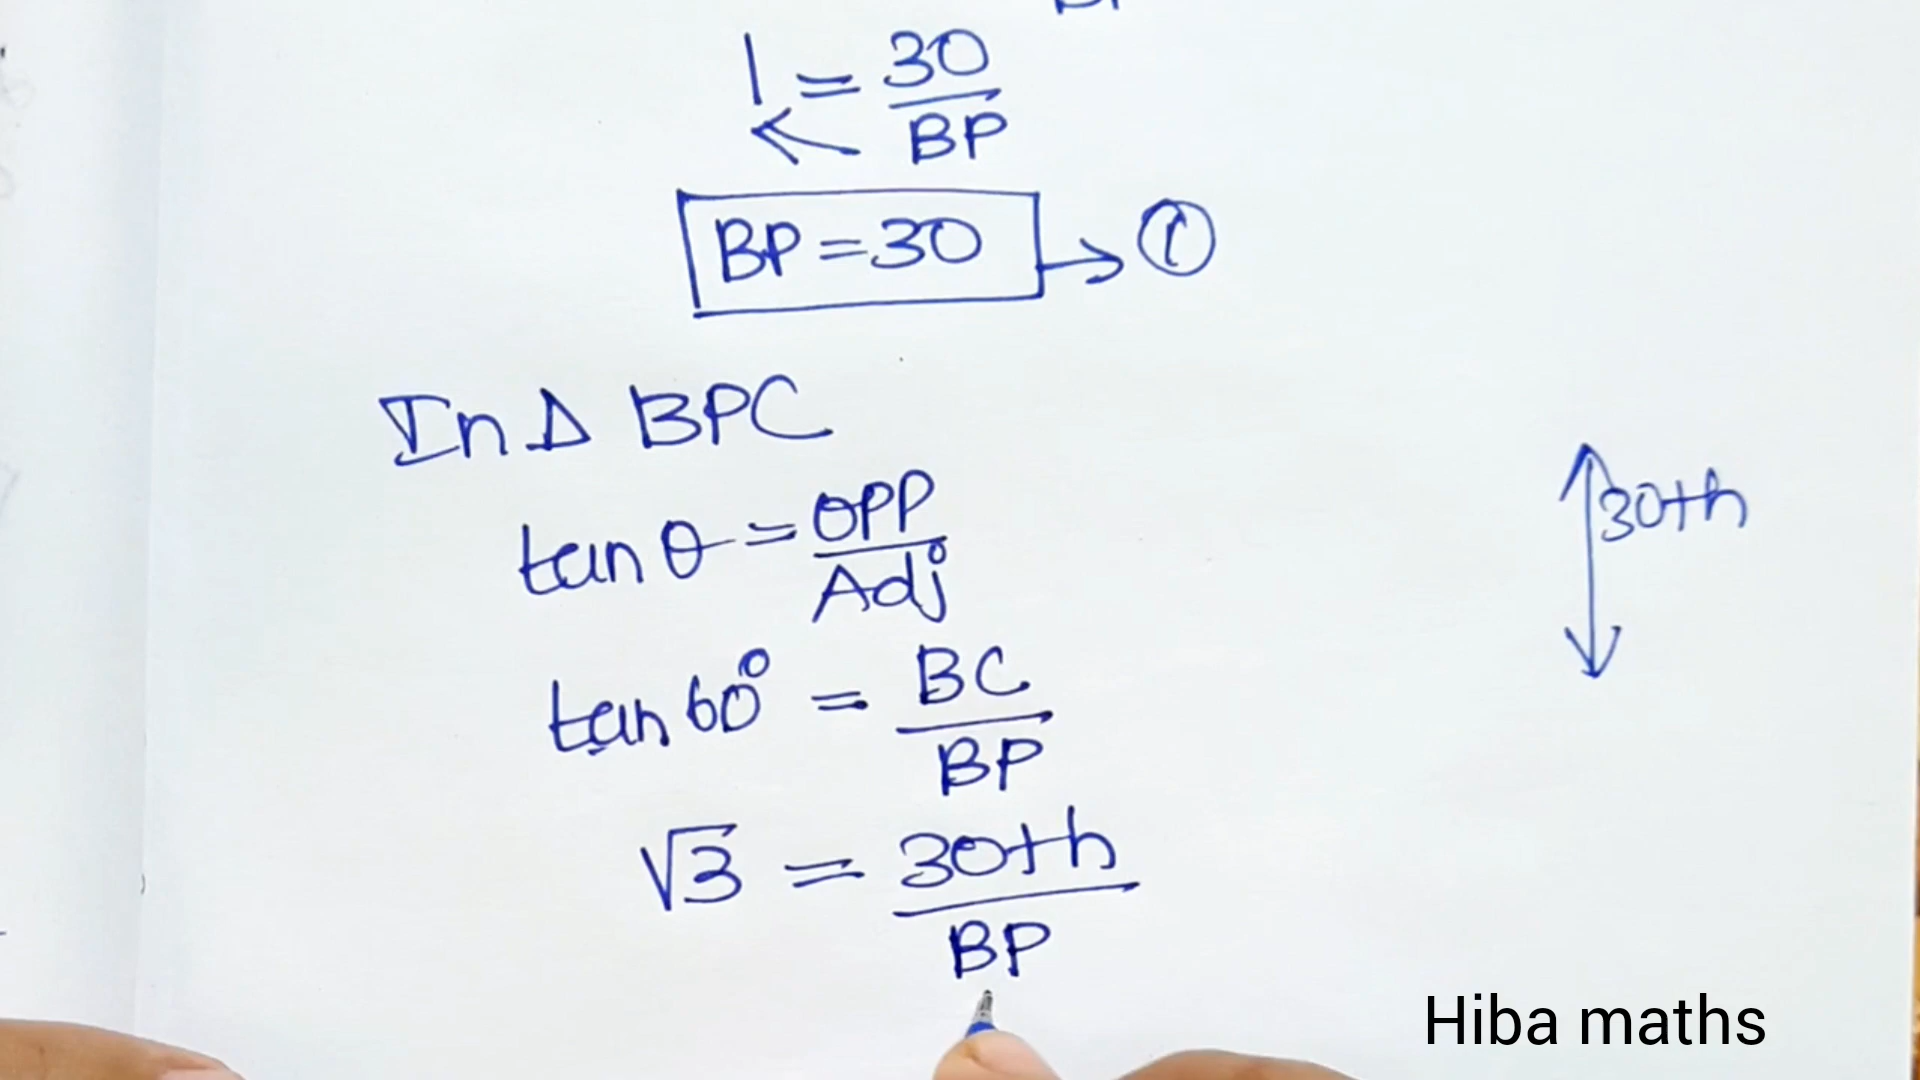 1 = 30/BP
BP = 30 → ①
In Δ BPC
tan θ = OPP/Adj
30+h
tan 60° = BC/BP
√3 = 30+h/BP
Hiba maths